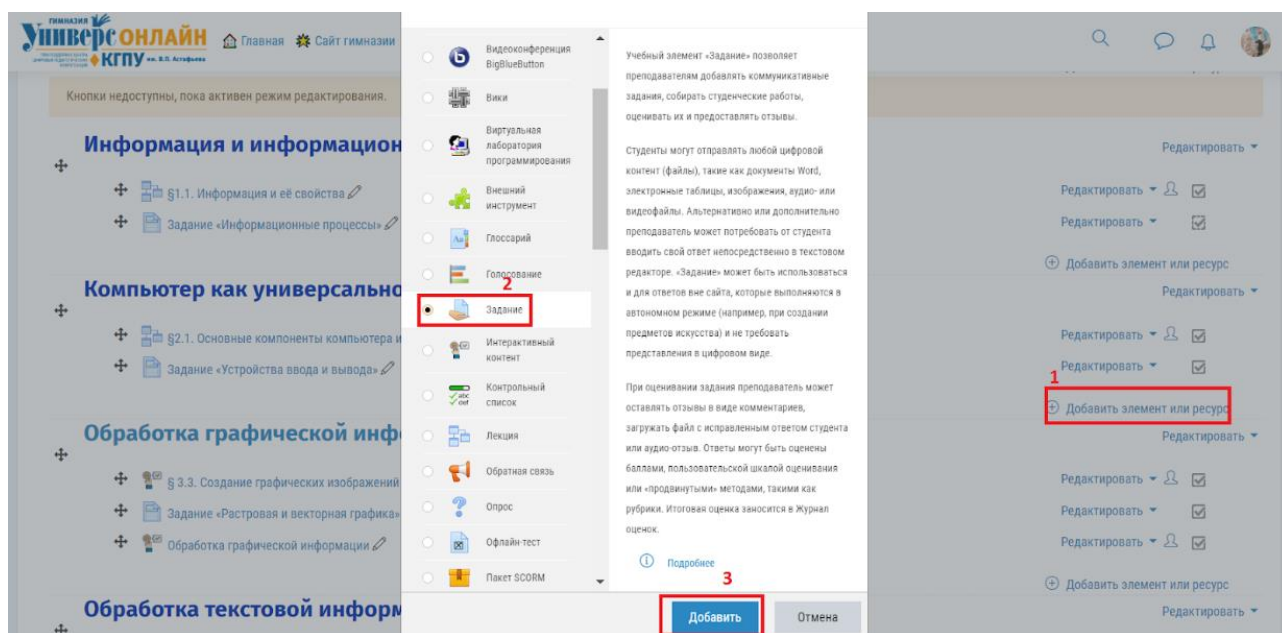 ГИМНАЗИЯ
УНИВЕРС ОНЛАЙН
КГПУ им. В.П. Астафьева
Главная
Сайт гимназии
Кнопки недоступны, пока активен режим редактирования.
Информация и информацион
Редактировать
§1.1. Информация и её свойства
Редактировать
Задание «Информационные процессы»
Редактировать
Добавить элемент или ресурс
Компьютер как универсально
Редактировать
§2.1. Основные компоненты компьютера и
Редактировать
Задание «Устройства ввода и вывода»
Редактировать
1
Добавить элемент или ресурс
Обработка графической инф
Редактировать
§ 3.3. Создание графических изображений
Редактировать
Задание «Растровая и векторная графика»
Редактировать
Обработка графической информации
Редактировать
Добавить элемент или ресурс
Обработка текстовой информ
Редактировать
Видеоконференция
BigBlueButton
Вики
Виртуальная
лаборатория
программирования
Внешний
инструмент
Глоссарий
Голосование
2
Задание
Интерактивный
контент
Контрольный
список
Лекция
Обратная связь
Опрос
Офлайн-тест
Пакет SCORM
Учебный элемент «Задание» позволяет
преподавателям добавлять коммуникативные
задания, собирать студенческие работы,
оценивать их и предоставлять отзывы.
Студенты могут отправлять любой цифровой
контент (файлы), такие как документы Word,
электронные таблицы, изображения, аудио- или
видеофайлы. Альтернативно или дополнительно
преподаватель может потребовать от студента
вводить свой ответ непосредственно в текстовом
редакторе. «Задание» может быть использоваться
и для ответов вне сайта, которые выполняются в
автономном режиме (например, при создании
предметов искусства) и не требовать
представления в цифровом виде.
При оценивании задания преподаватель может
оставлять отзывы в виде комментариев,
загружать файл с исправленным ответом студента
или аудио-отзыв. Ответы могут быть оценены
баллами, пользовательской шкалой оценивания
или «продвинутыми» методами, такими как
рубрики. Итоговая оценка заносится в Журнал
оценок.
Подробнее
3
Добавить
Отмена